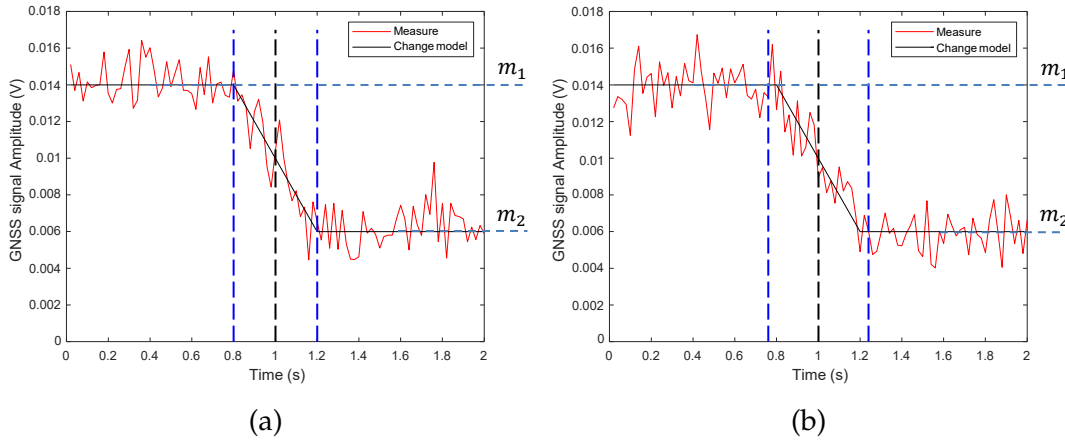 0.018
0.016
0.014
0.012
0.01
0.008
0.006
0.004
0.002
0
GNSS signal Amplitude (V)
0 0.2 0.4 0.6 0.8 1 1.2 1.4 1.6 1.8 2
Time (s)
Measure
Change model
m₁
m₂
(a)
0.018
0.016
0.014
0.012
0.01
0.008
0.006
0.004
0.002
0
GNSS signal Amplitude (V)
0 0.2 0.4 0.6 0.8 1 1.2 1.4 1.6 1.8 2
Time (s)
Measure
Change model
m₁
m₂
(b)